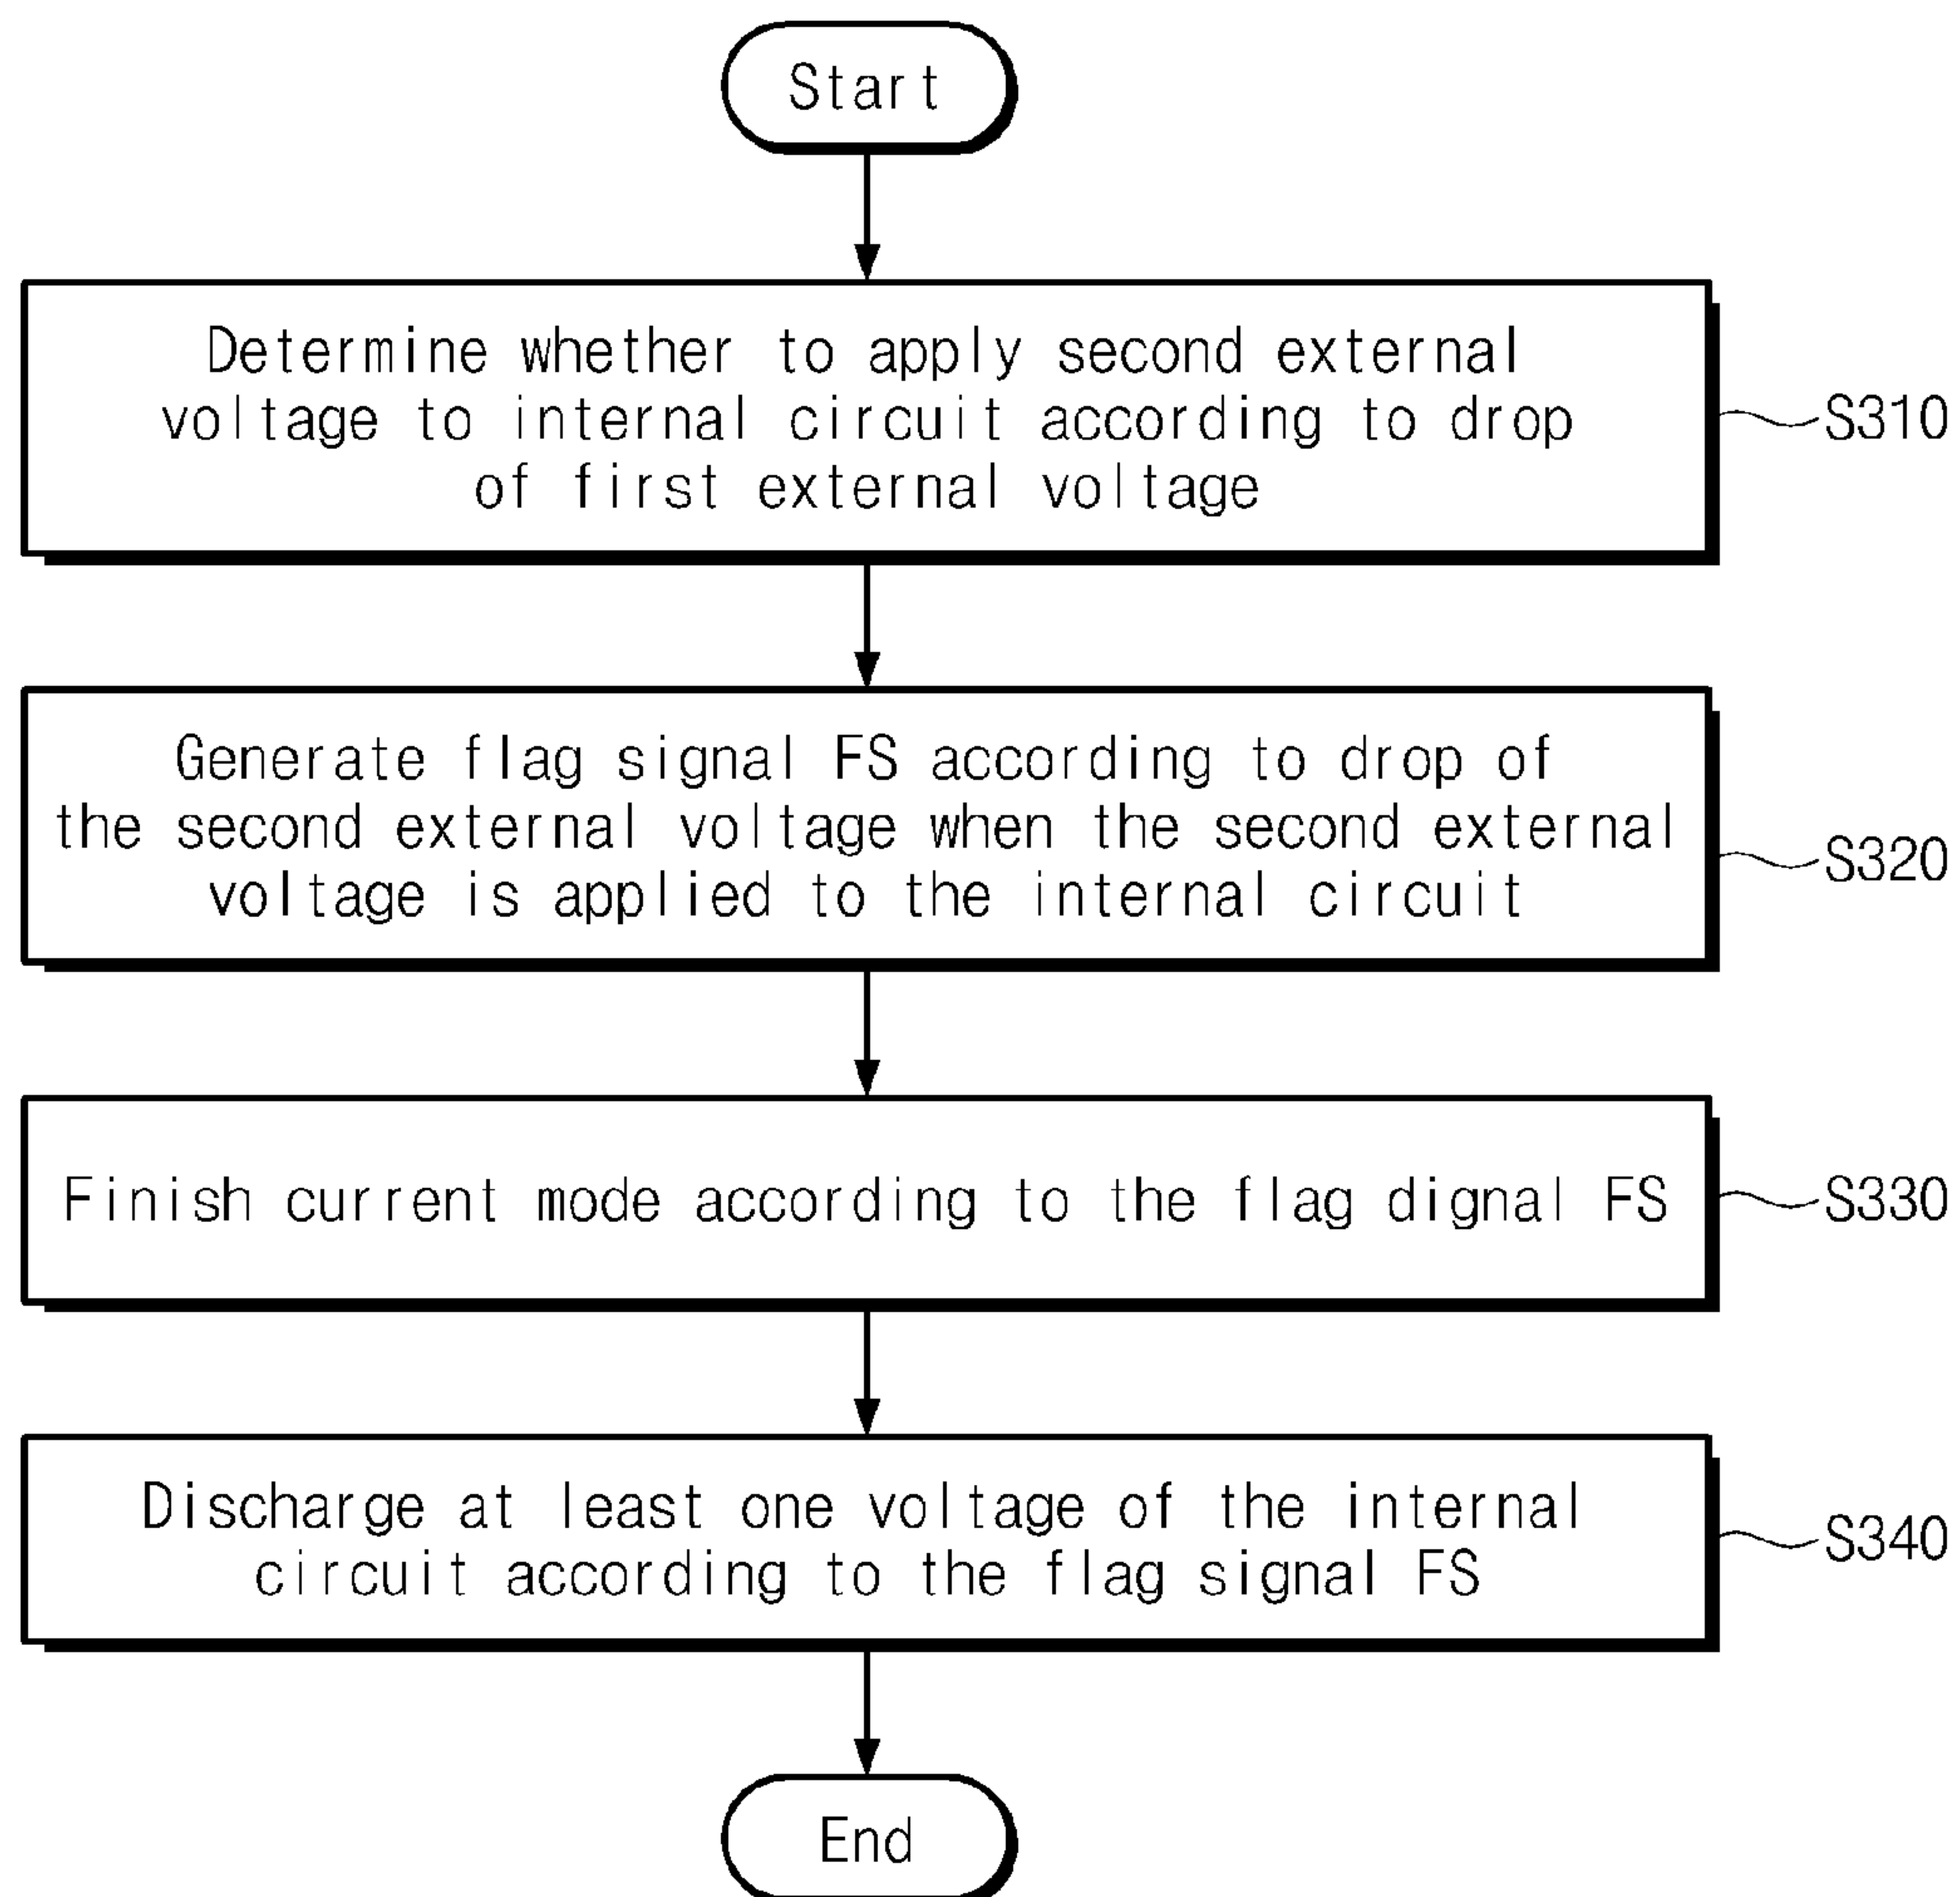 Start
Determine whether to apply second external
voltage to internal circuit according to drop
of first external voltage
S310
Generate flag signal FS according to drop of
the second external voltage when the second external
voltage is applied to the internal circuit
S320
Finish current mode according to the flag dignal FS
S330
Discharge at least one voltage of the internal
circuit according to the flag signal FS
S340
End